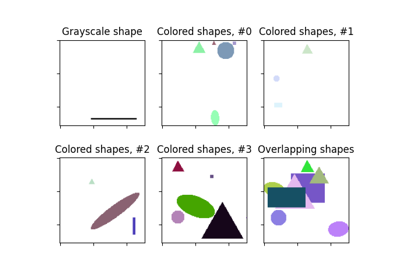 Grayscale shape
Colored shapes, #0
Colored shapes, #1
Colored shapes, #2
Colored shapes, #3
Overlapping shapes